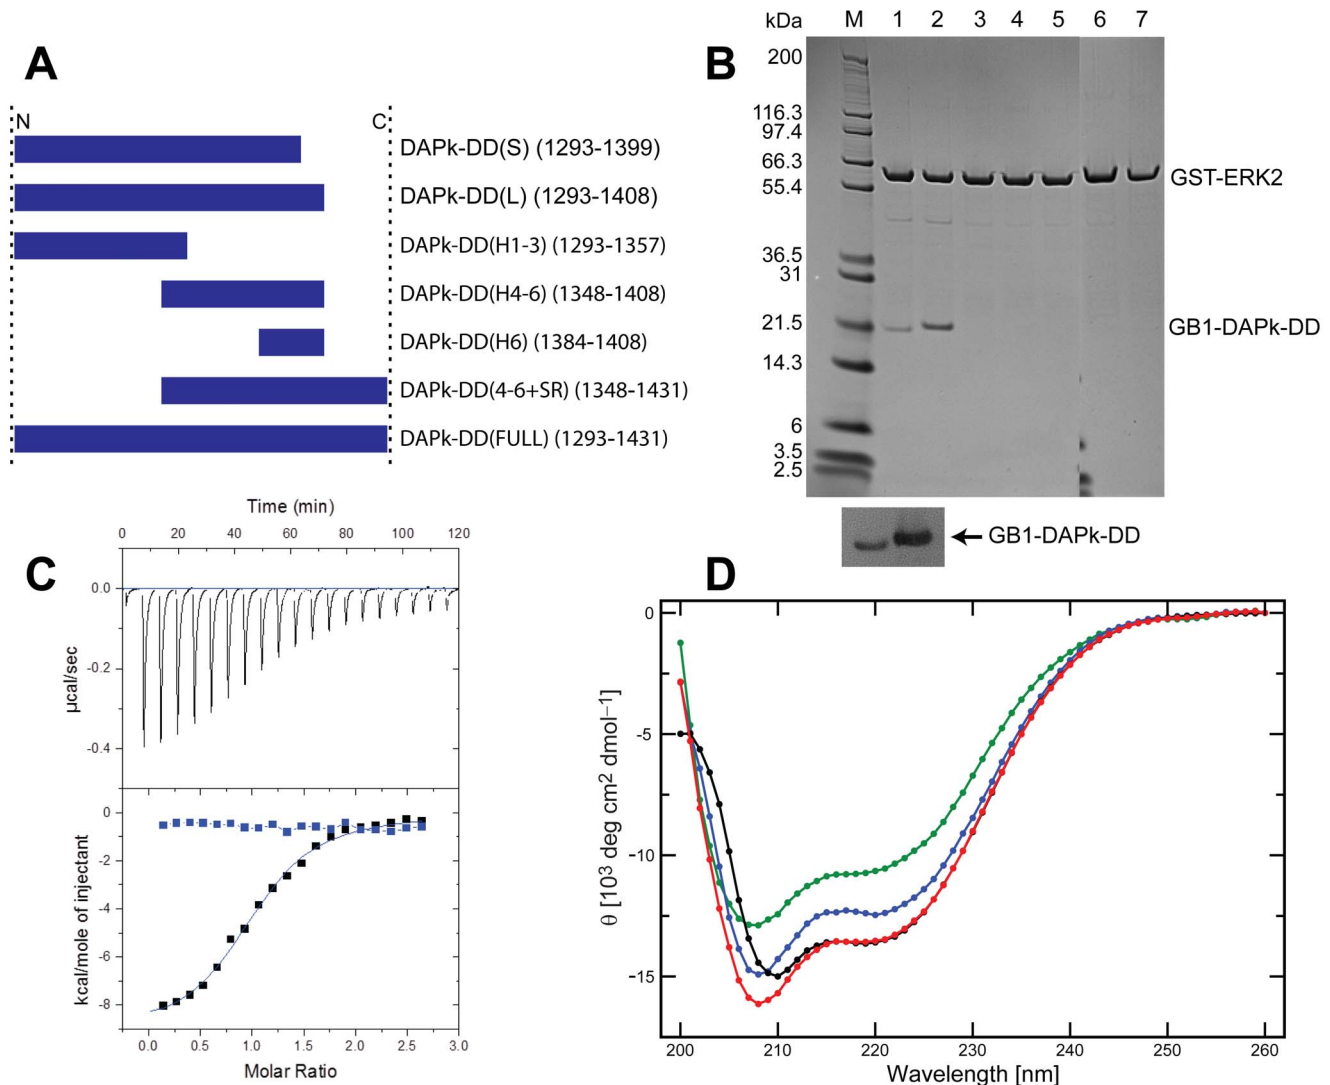 A
N C
DAPk-DD(S) (1293-1399)
DAPk-DD(L) (1293-1408)
DAPk-DD(H1-3) (1293-1357)
DAPk-DD(H4-6) (1348-1408)
DAPk-DD(H6) (1384-1408)
DAPk-DD(4-6+SR) (1348-1431)
DAPk-DD(FULL) (1293-1431)
B
kDa M 1 2 3 4 5 6 7
200
116.3
97.4
66.3
55.4
36.5
31
21.5
14.3
6
3.5
2.5
GST-ERK2
GB1-DAPk-DD
GB1-DAPk-DD
C
Time (min)
0 20 40 60 80 100 120
0.0
-0.2
-0.4
µcal/sec
0
-2
-4
-6
-8
kcal/mole of injectant
0.0 0.5 1.0 1.5 2.0 2.5 3.0
Molar Ratio
D
0
-5
-10
-15
θ [10³ deg cm² dmol⁻¹]
200 210 220 230 240 250 260
Wavelength [nm]